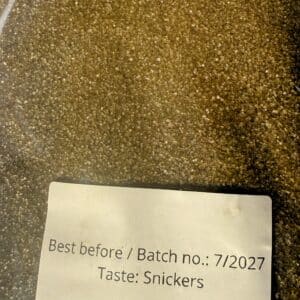 Best before / Batch no.: 7/2027
Taste: Snickers